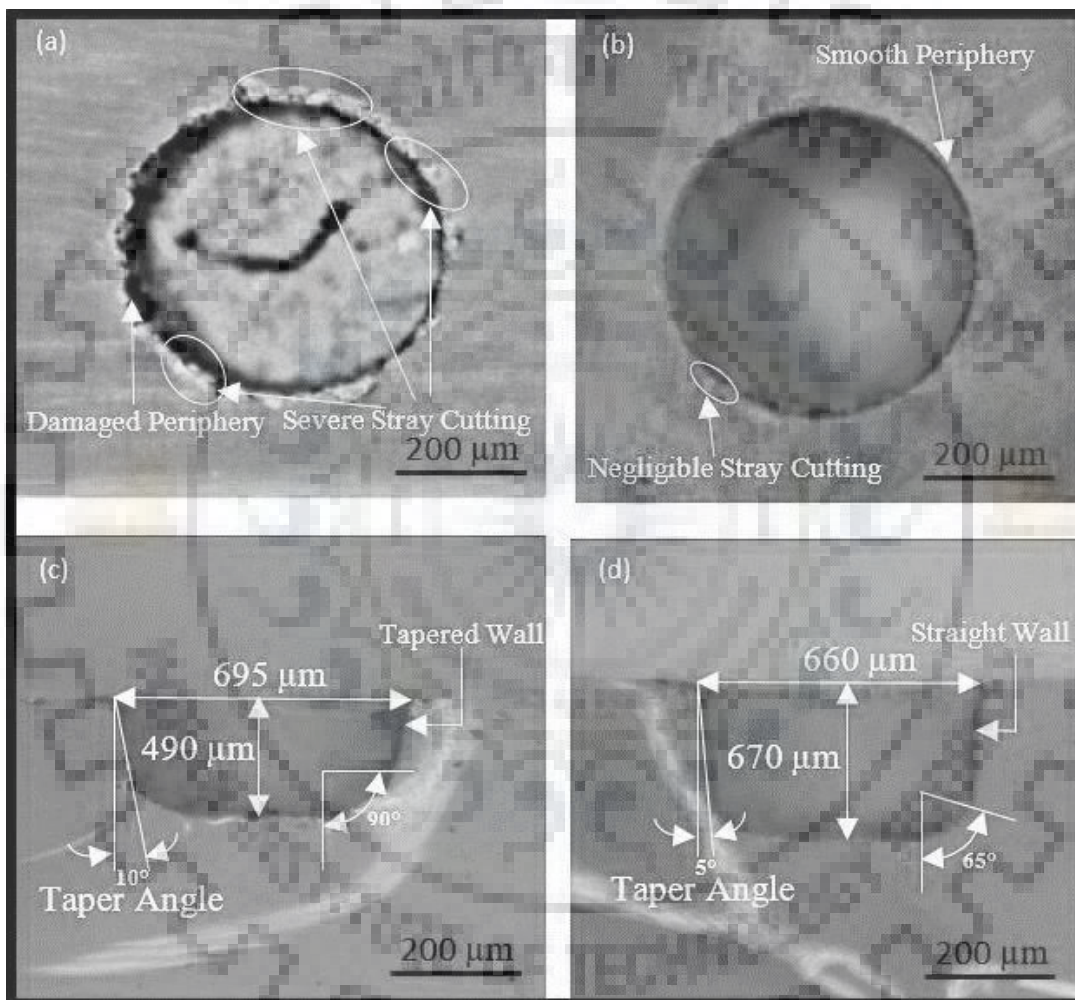 (a)
Damaged Periphery
Severe Stray Cutting
200 μm
(b)
Smooth Periphery
Negligible Stray Cutting
200 μm
(c)
Tapered Wall
695 μm
490 μm
90°
10°
Taper Angle
200 μm
(d)
Straight Wall
660 μm
670 μm
65°
5°
Taper Angle
200 μm